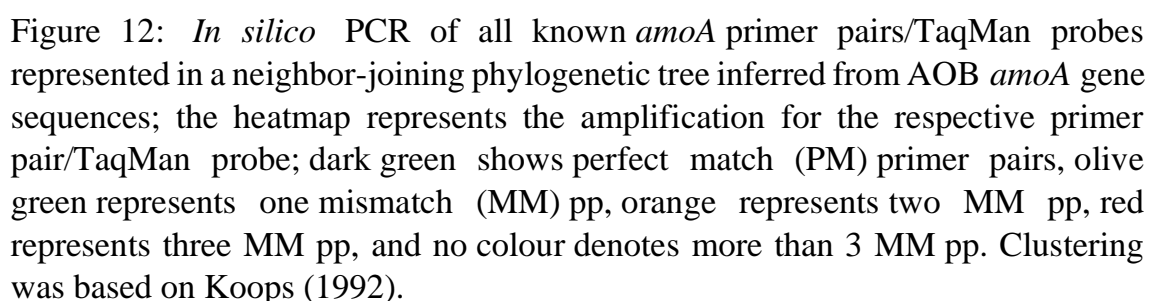 Figure 12: In silico PCR of all known amoA primer pairs/TaqMan probes
represented in a neighbor-joining phylogenetic tree inferred from AOB amoA gene
sequences; the heatmap represents the amplification for the respective primer
pair/TaqMan probe; dark green shows perfect match (PM) primer pairs, olive
green represents one mismatch (MM) pp, orange represents two MM pp, red
represents three MM pp, and no colour denotes more than 3 MM pp. Clustering
was based on Koops (1992).